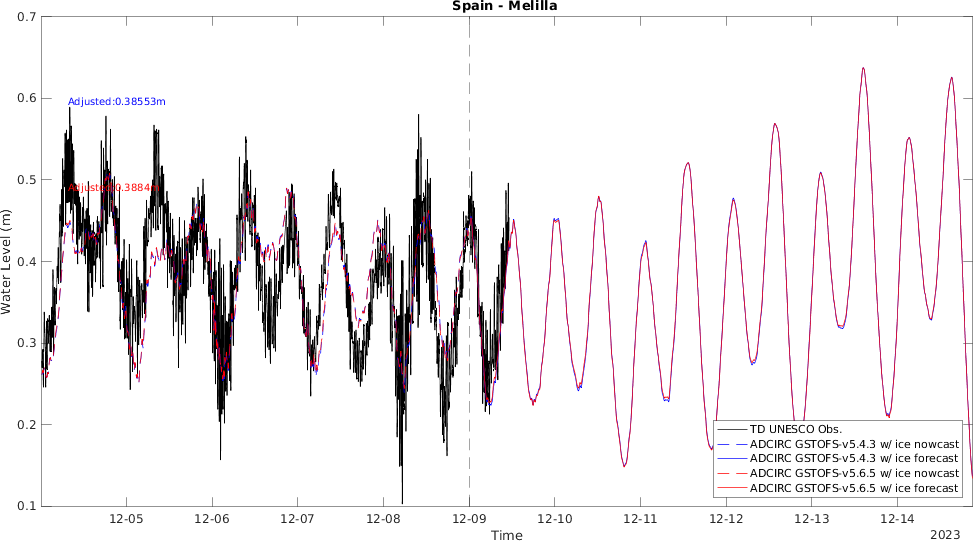 Spain - Melilla
0.7
0.6
0.5
0.4
0.3
0.2
0.1
Water Level (m)
Adjusted:0.38553m
Adjusted:0.3884m
TD UNESCO Obs.
ADCIRC GSTOFS-v5.4.3 w/ ice nowcast
ADCIRC GSTOFS-v5.4.3 w/ ice forecast
ADCIRC GSTOFS-v5.6.5 w/ ice nowcast
ADCIRC GSTOFS-v5.6.5 w/ ice forecast
12-05 12-06 12-07 12-08 12-09 12-10 12-11 12-12 12-13 12-14
Time
2023